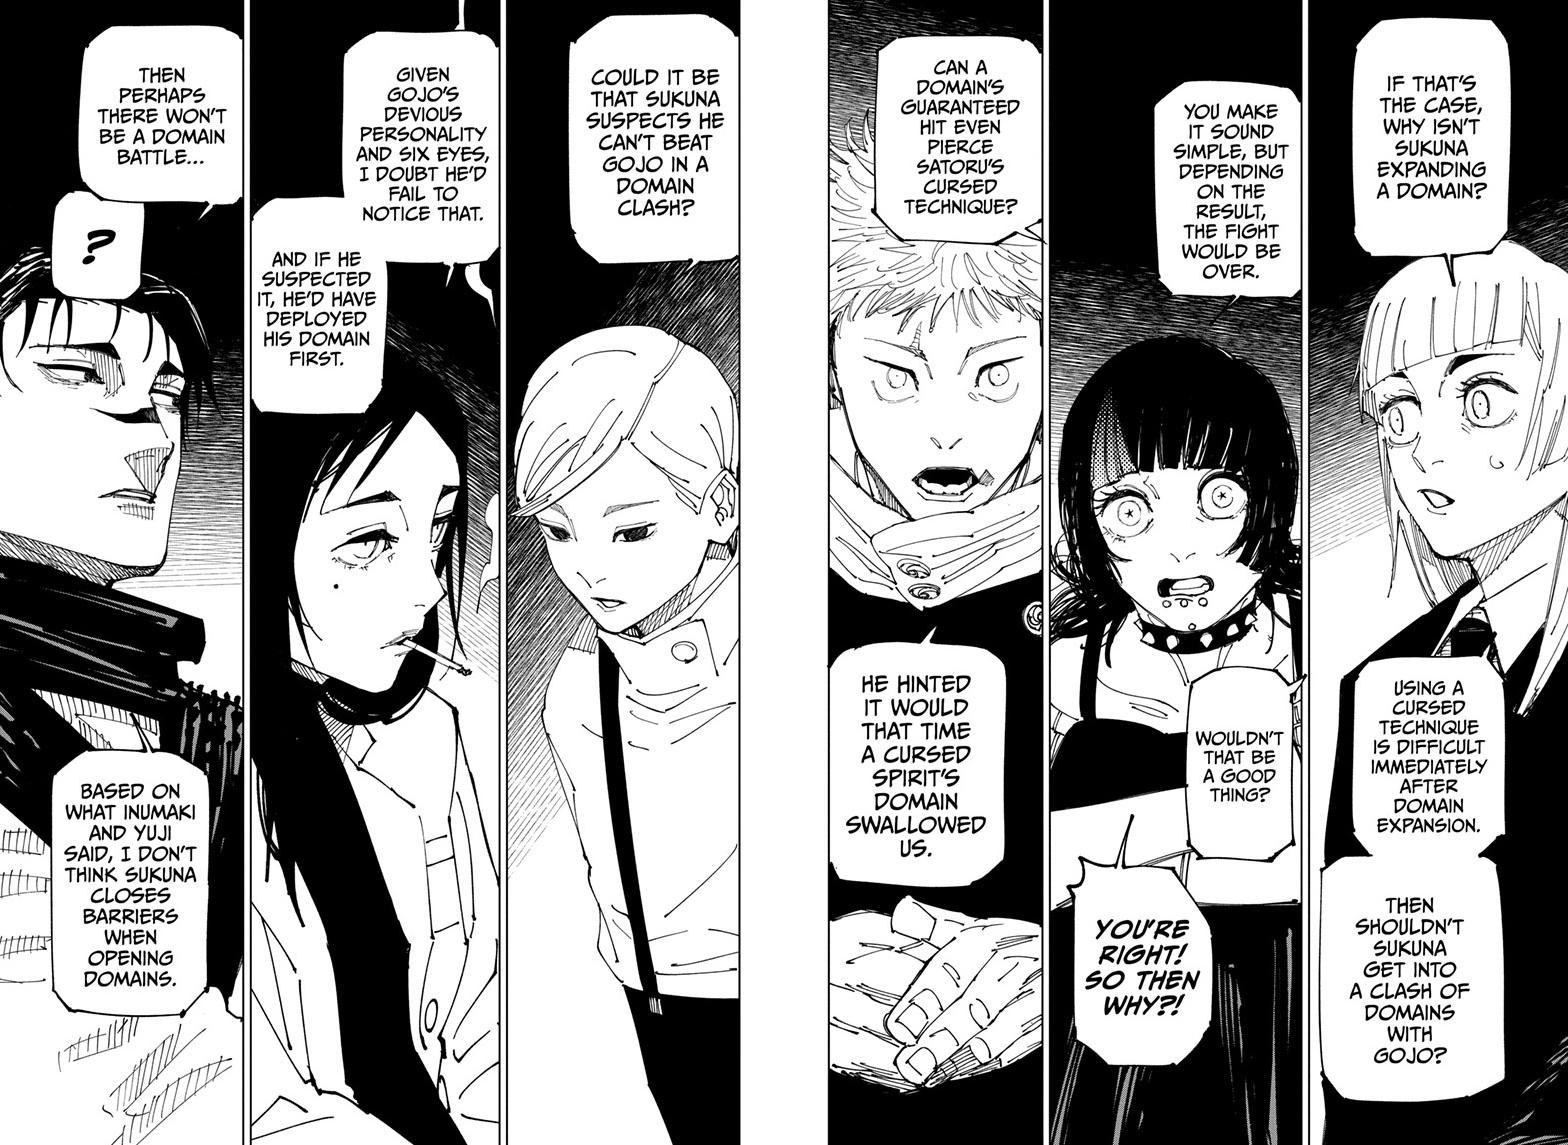 IF THAT'S
THE CASE,
WHY ISN'T
SUKUNA
EXPANDING
A DOMAIN?
USING A
CURSED
TECHNIQUE
IS DIFFICULT
IMMEDIATELY
AFTER
DOMAIN
EXPANSION.
THEN
SHOULDN'T
SUKUNA
GET INTO
A CLASH OF
DOMAINS
WITH
GOJO?
YOU MAKE
IT SOUND
SIMPLE, BUT
DEPENDING
ON THE
RESULT,
THE FIGHT
WOULD BE
OVER.
WOULDN'T
THAT BE
A GOOD
THING?
YOU'RE
RIGHT!
SO THEN
WHY?!
CAN A
DOMAIN'S
GUARANTEED
HIT EVEN
PIERCE
SATORU'S
CURSED
TECHNIQUE?
HE HINTED
IT WOULD
THAT TIME
A CURSED
SPIRIT'S
DOMAIN
SWALLOWED
US.
COULD IT BE
THAT SUKUNA
SUSPECTS HE
CAN'T BEAT
GOJO IN A
DOMAIN
CLASH?
GIVEN
GOJO'S
DEVIOUS
PERSONALITY
AND SIX EYES,
I DOUBT HE'D
FAIL TO
NOTICE THAT.
AND IF HE
SUSPECTED
IT, HE'D HAVE
DEPLOYED
HIS DOMAIN
FIRST.
THEN
PERHAPS
THERE WON'T
BE A DOMAIN
BATTLE...
?
BASED ON
WHAT INUMAKI
AND YUJI
SAID, I DON'T
THINK SUKUNA
CLOSES
BARRIERS
WHEN
OPENING
DOMAINS.